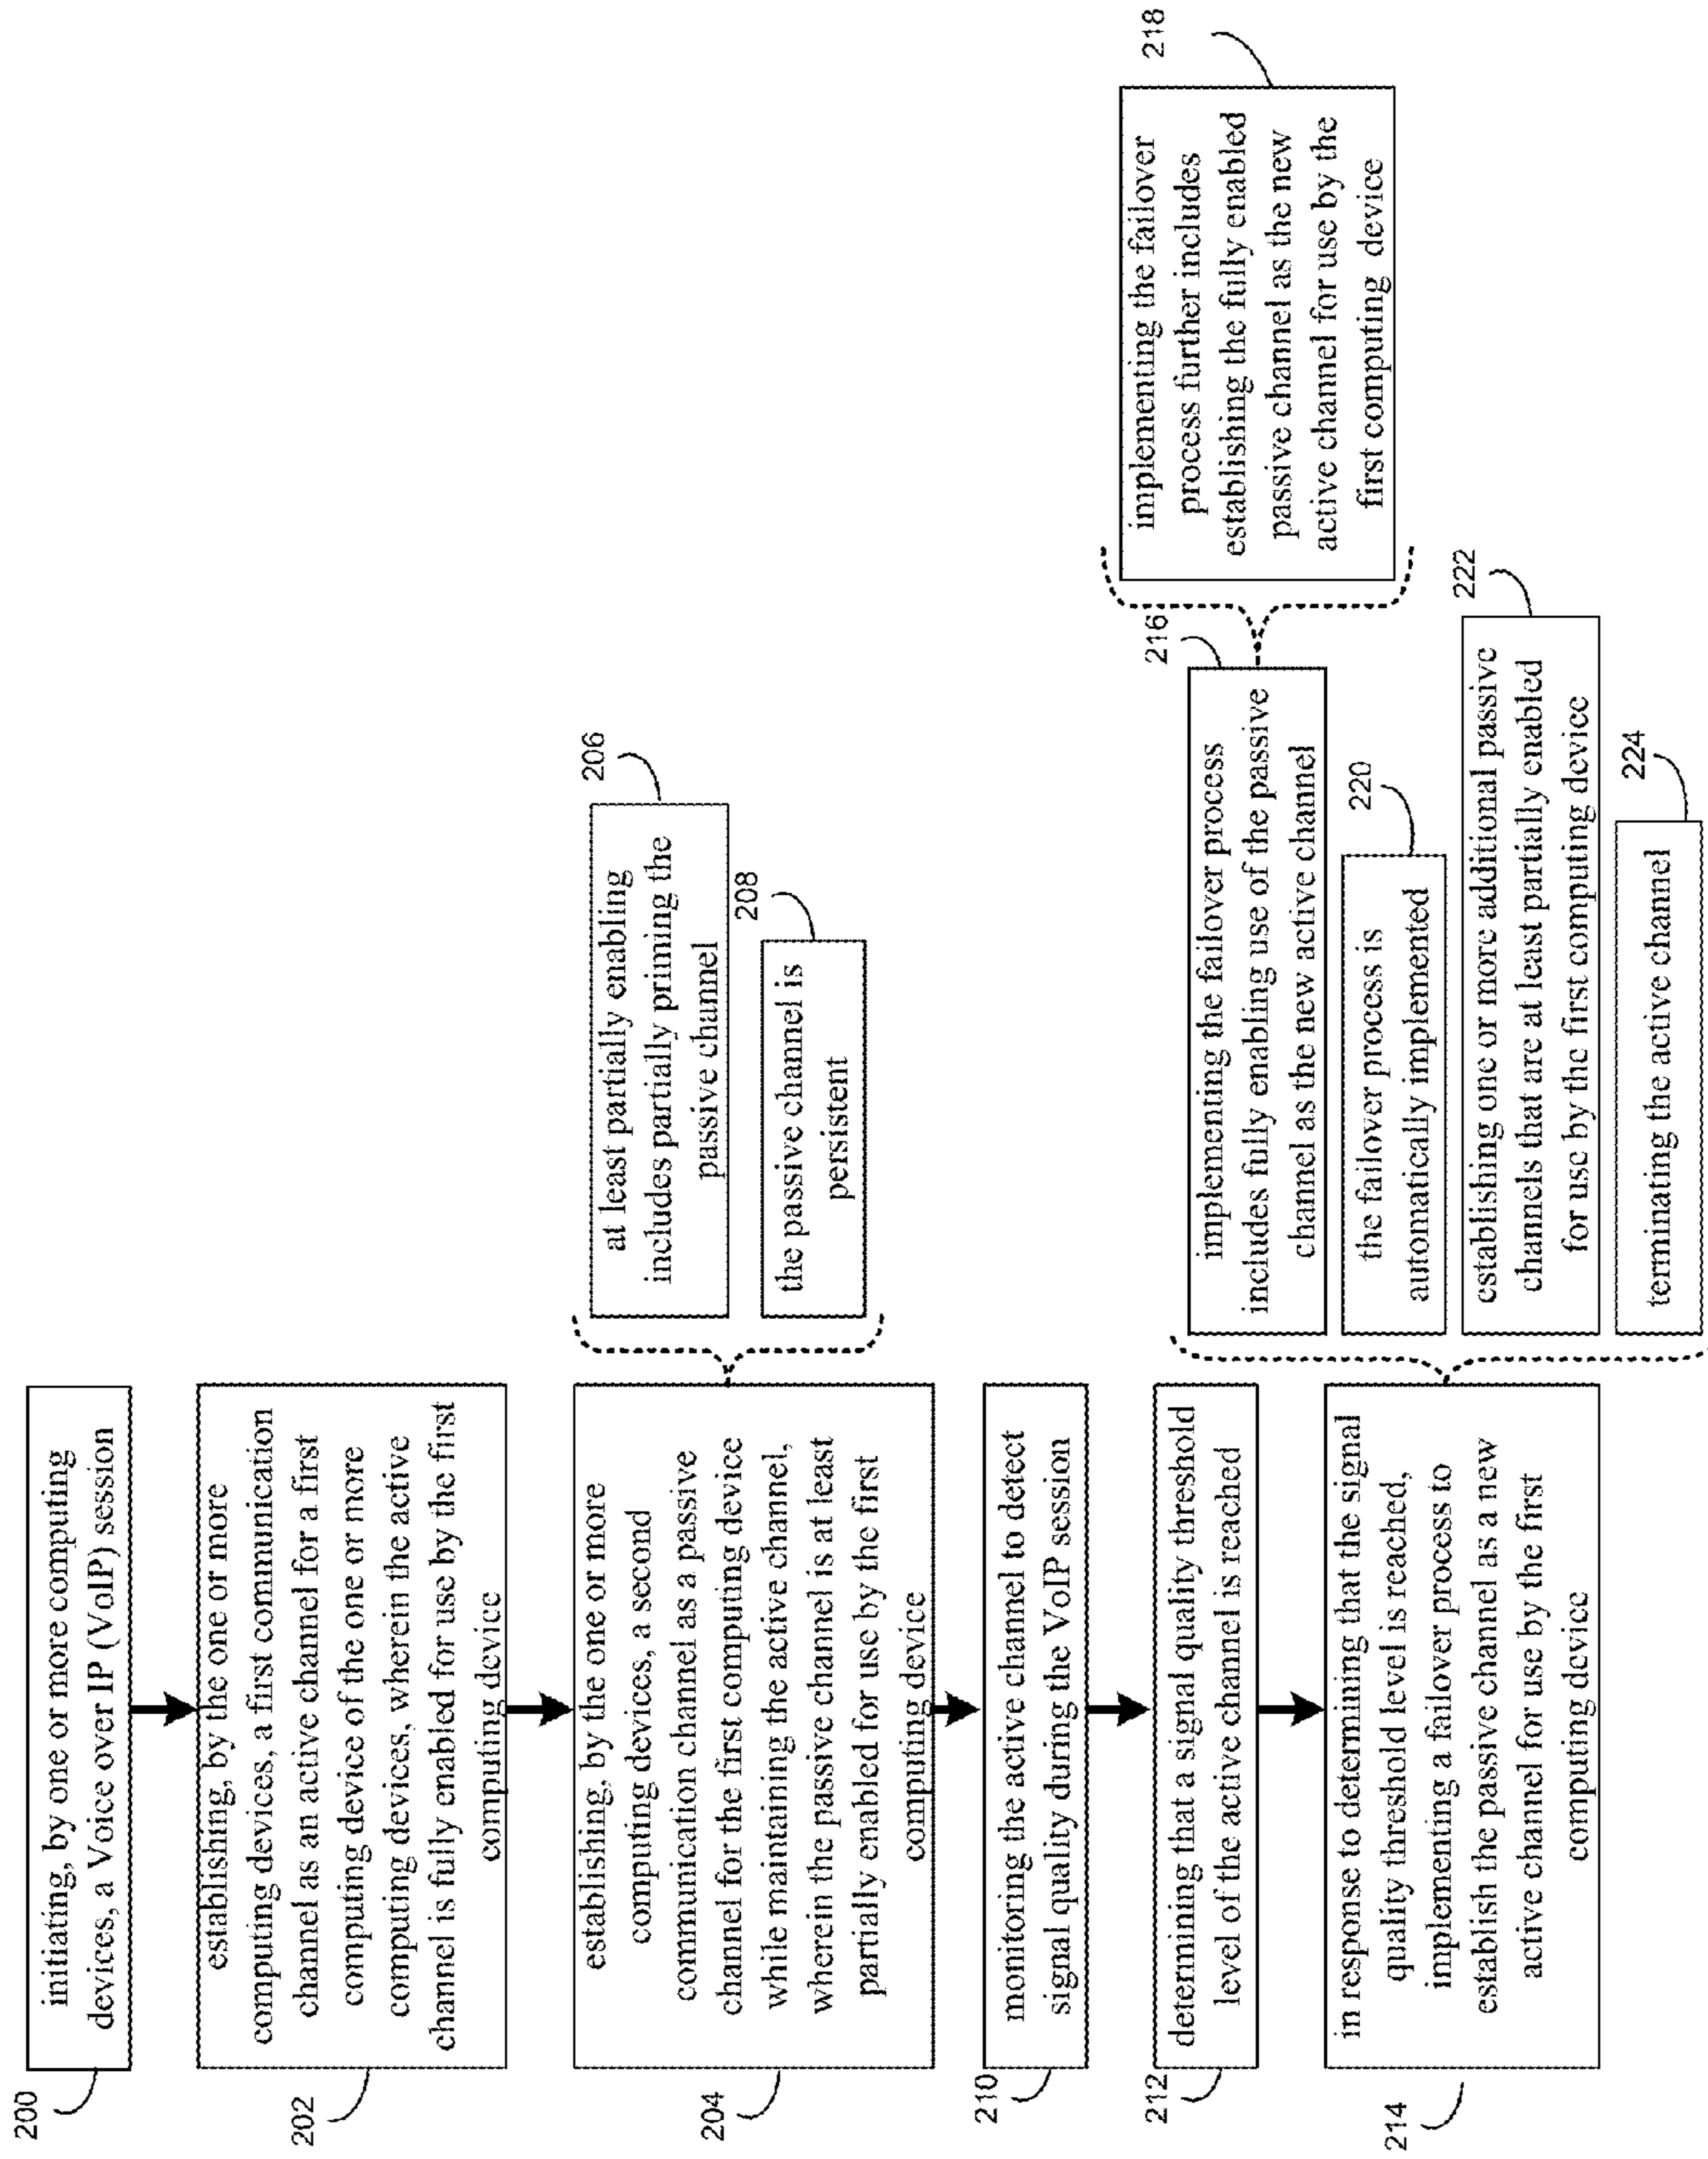 200
initiating, by one or more computing
devices, a Voice over IP (VoIP) session
202
establishing, by the one or more
computing devices, a first communication
channel as an active channel for a first
computing device of the one or more
computing devices, wherein the active
channel is fully enabled for use by the first
computing device
204
establishing, by the one or more
computing devices, a second
communication channel as a passive
channel for the first computing device
while maintaining the active channel,
wherein the passive channel is at least
partially enabled for use by the first
computing device
206
at least partially enabling
includes partially priming the
passive channel
208
the passive channel is
persistent
210
monitoring the active channel to detect
signal quality during the VoIP session
212
determining that a signal quality threshold
level of the active channel is reached
214
in response to determining that the signal
quality threshold level is reached,
implementing a failover process to
establish the passive channel as a new
active channel for use by the first
computing device
216
implementing the failover process
includes fully enabling use of the passive
channel as the new active channel
218
implementing the failover
process further includes
establishing the fully enabled
passive channel as the new
active channel for use by the
first computing device
220
the failover process is
automatically implemented
222
establishing one or more additional passive
channels that are at least partially enabled
for use by the first computing device
224
terminating the active channel